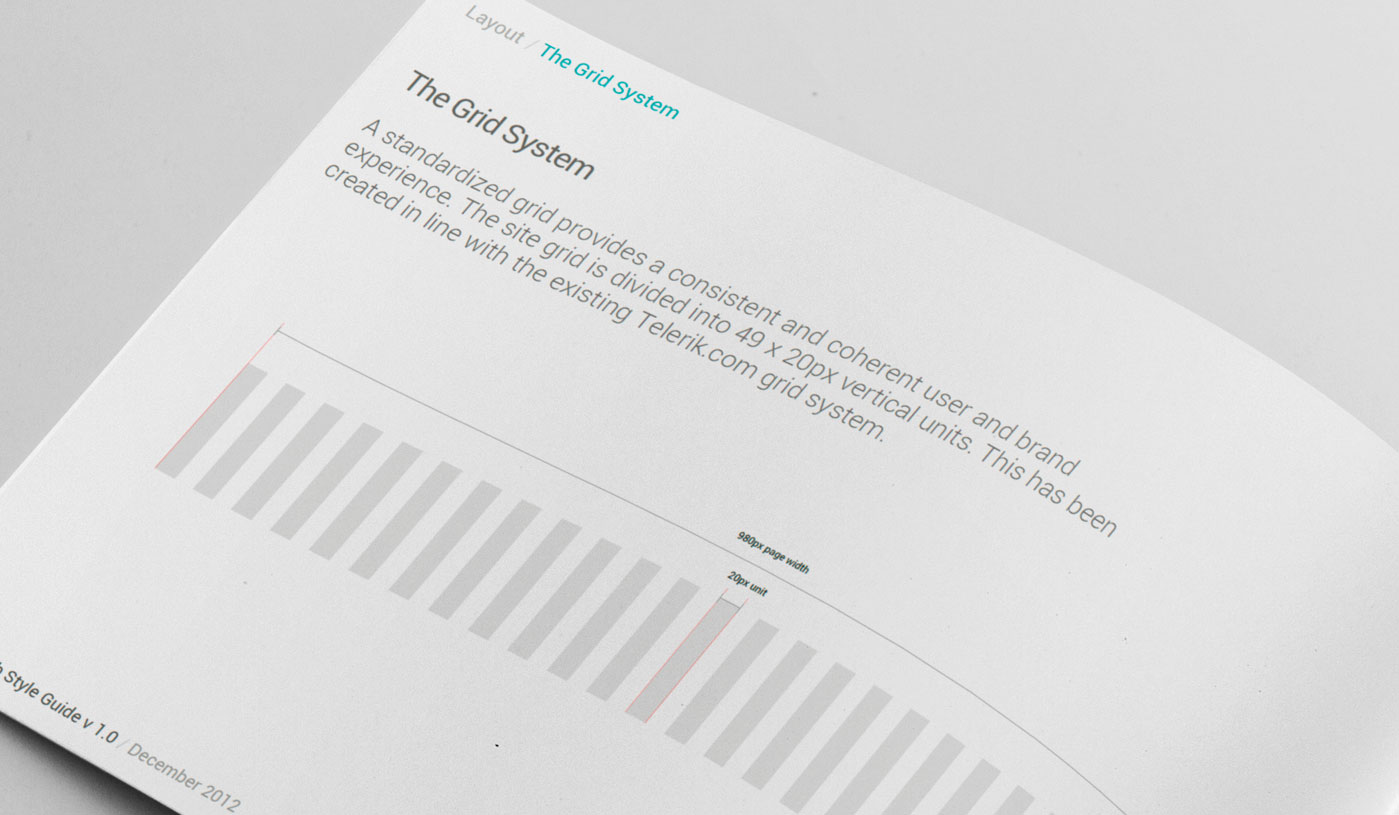 Layout / The Grid System
The Grid System
A standardized grid provides a consistent and coherent user and brand
experience. The site grid is divided into 49 x 20px vertical units. This has been
created in line with the existing Telerik.com grid system.
980px page width
20px unit
Style Guide v 1.0 / December 2012